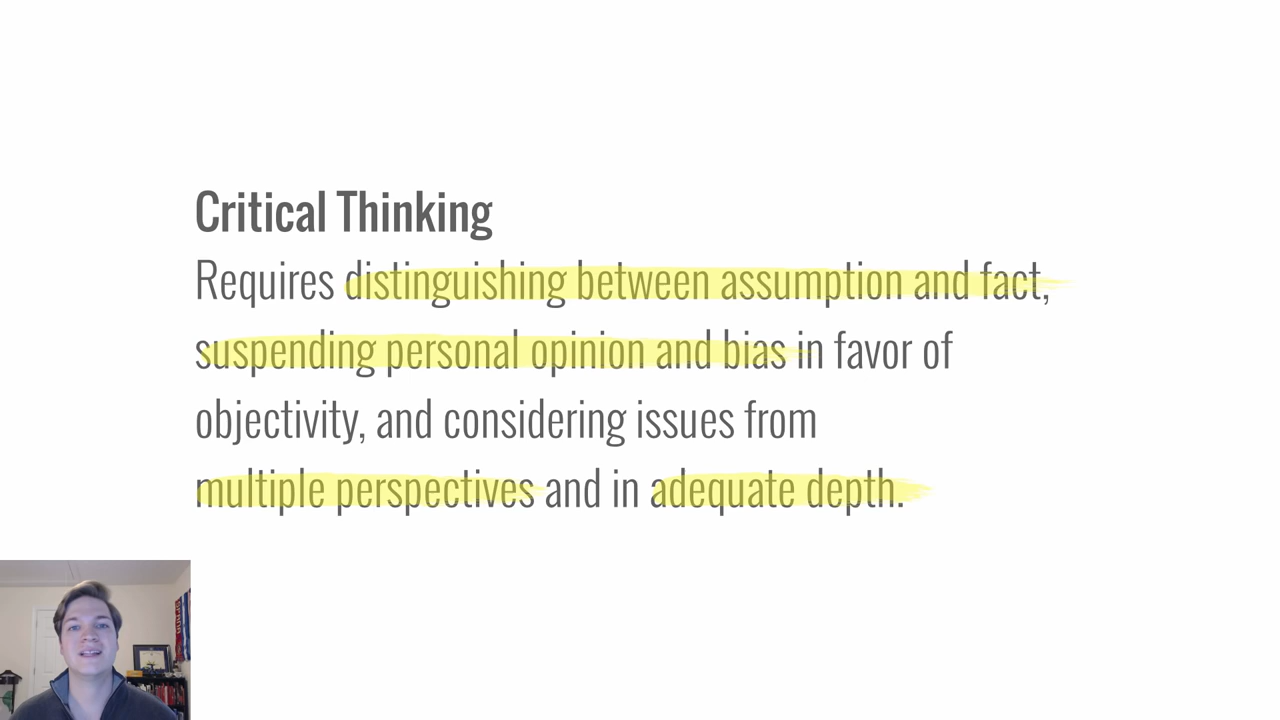 Critical Thinking
Requires distinguishing between assumption and fact,
suspending personal opinion and bias in favor of
objectivity, and considering issues from
multiple perspectives and in adequate depth.